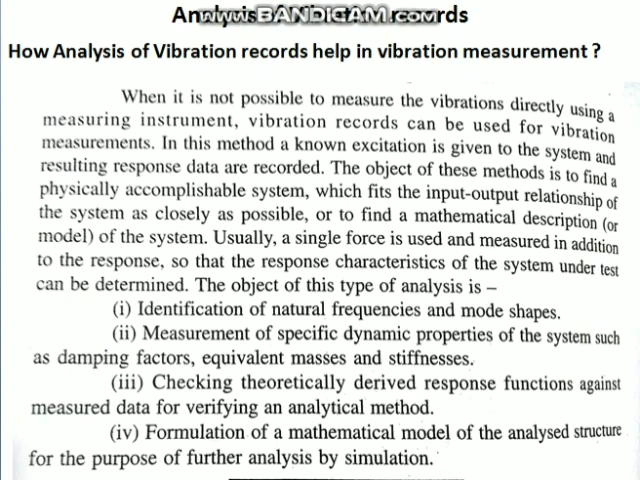 Analysis of Vibration records
www.BANDICAM.com
How Analysis of Vibration records help in vibration measurement ?
When it is not possible to measure the vibrations directly using a
measuring instrument, vibration records can be used for vibration
measurements. In this method a known excitation is given to the system and
resulting response data are recorded. The object of these methods is to find a
physically accomplishable system, which fits the input-output relationship of
the system as closely as possible, or to find a mathematical description (or
model) of the system. Usually, a single force is used and measured in addition
to the response, so that the response characteristics of the system under test
can be determined. The object of this type of analysis is –
(i) Identification of natural frequencies and mode shapes.
(ii) Measurement of specific dynamic properties of the system such
as damping factors, equivalent masses and stiffnesses.
(iii) Checking theoretically derived response functions against
measured data for verifying an analytical method.
(iv) Formulation of a mathematical model of the analysed structure
for the purpose of further analysis by simulation.